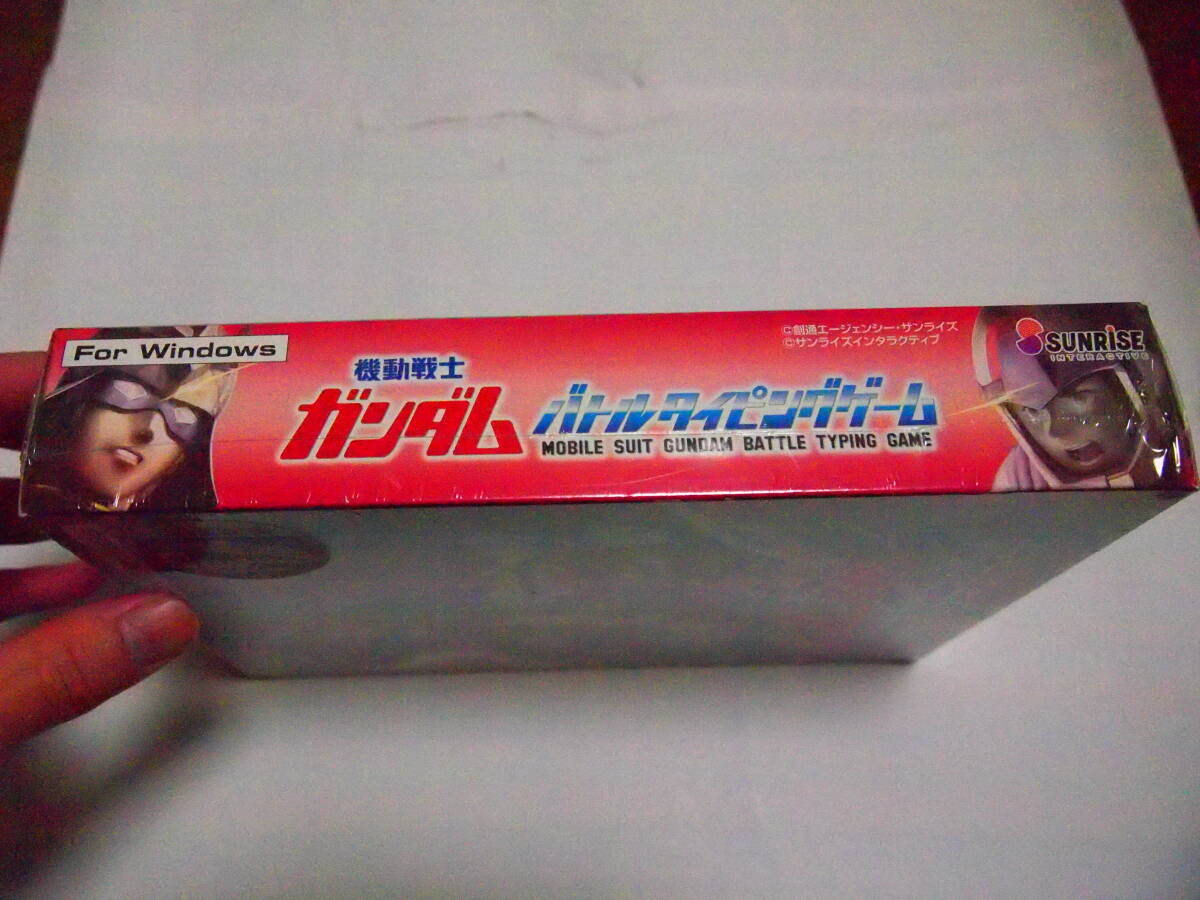 For Windows
機動戦士
ガンダム バトルタイピングゲーム
MOBILE SUIT GUNDAM BATTLE TYPING GAME
©創通エージェンシー・サンライズ
©サンライズインタラクティブ
SUNRISE
INTERACTIVE